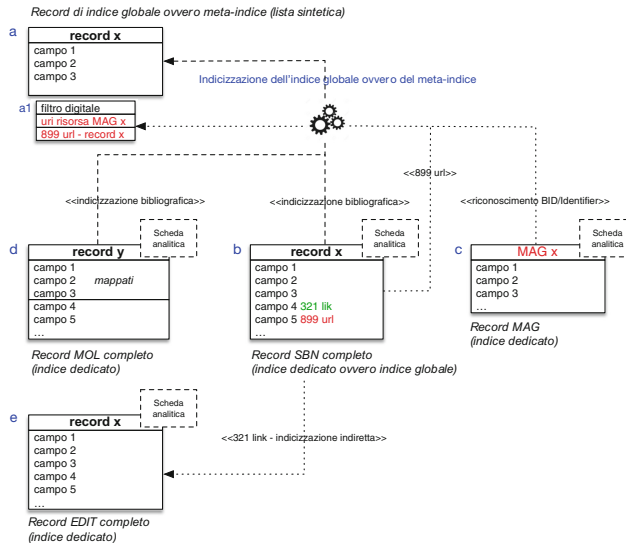 Record di indice globale ovvero meta-indice (lista sintetica)
a
record x
campo 1
campo 2
campo 3
Indicizzazione dell'indice globale ovvero del meta-indice
a1
filtro digitale
uri risorsa MAG x
899 url - record x
<<899 url>>
<<indicizzazione bibliografica>>
<<indicizzazione bibliografica>>
<<riconoscimento BID/Identifier>>
d
Scheda analitica
record y
campo 1
campo 2 mappati
campo 3
campo 4
campo 5
...
Record MOL completo
(indice dedicato)
b
Scheda analitica
record x
campo 1
campo 2
campo 3
campo 4 321 lik
campo 5 899 url
...
Record SBN completo
(indice dedicato ovvero indice globale)
c
Scheda analitica
MAG x
campo 1
campo 2
campo 3
...
Record MAG
(indice dedicato)
e
Scheda analitica
record x
campo 1
campo 2
campo 3
campo 4
campo 5
...
<<321 link - indicizzazione indiretta>>
Record EDIT completo
(indice dedicato)